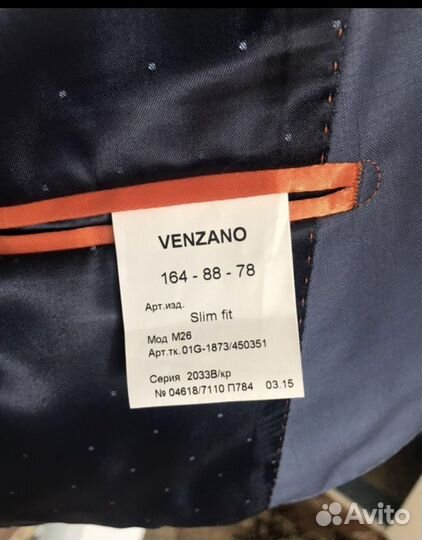 VENZANO
164 - 88 - 78
Арт.изд.
Slim fit
Мод M26
Арт.тк.01G-1873/450351
Серия 2033В/кр
№ 04618/7110 П784 03.15
Avito